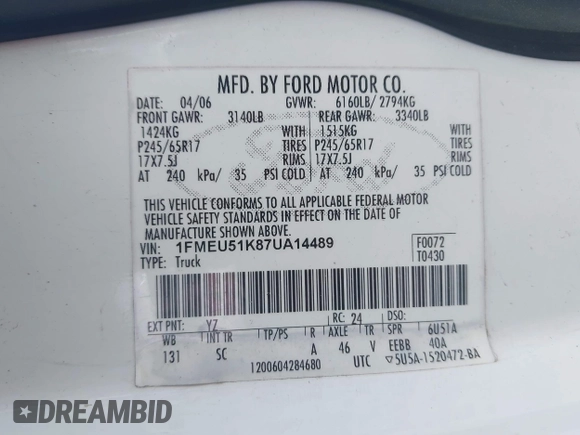 MFD. BY FORD MOTOR CO.
DATE: 04/06 GVWR: 6160LB/ 2794KG
FRONT GAWR: 3140LB REAR GAWR: 3340LB
1424KG WITH 1515KG WITH
P245/65R17 TIRES P245/65R17 TIRES
17X7.5J RIMS 17X7.5J RIMS
AT 240 kPa/ 35 PSI COLD AT 240 kPa/ 35 PSI COLD
Ford
THIS VEHICLE CONFORMS TO ALL APPLICABLE FEDERAL MOTOR
VEHICLE SAFETY STANDARDS IN EFFECT ON THE DATE OF
MANUFACTURE SHOWN ABOVE.
VIN: 1FMEU51K87UA14489 F0072
TYPE: Truck T0430
EXT PNT: YZ RC: 24 DSO:
WB INT TR TP/PS R AXLE TR SPR 6U51A
131 SC A 46 V EEBB 40A
1200604284680 UTC ▽5U5A-1520472-BA
DREAMBID